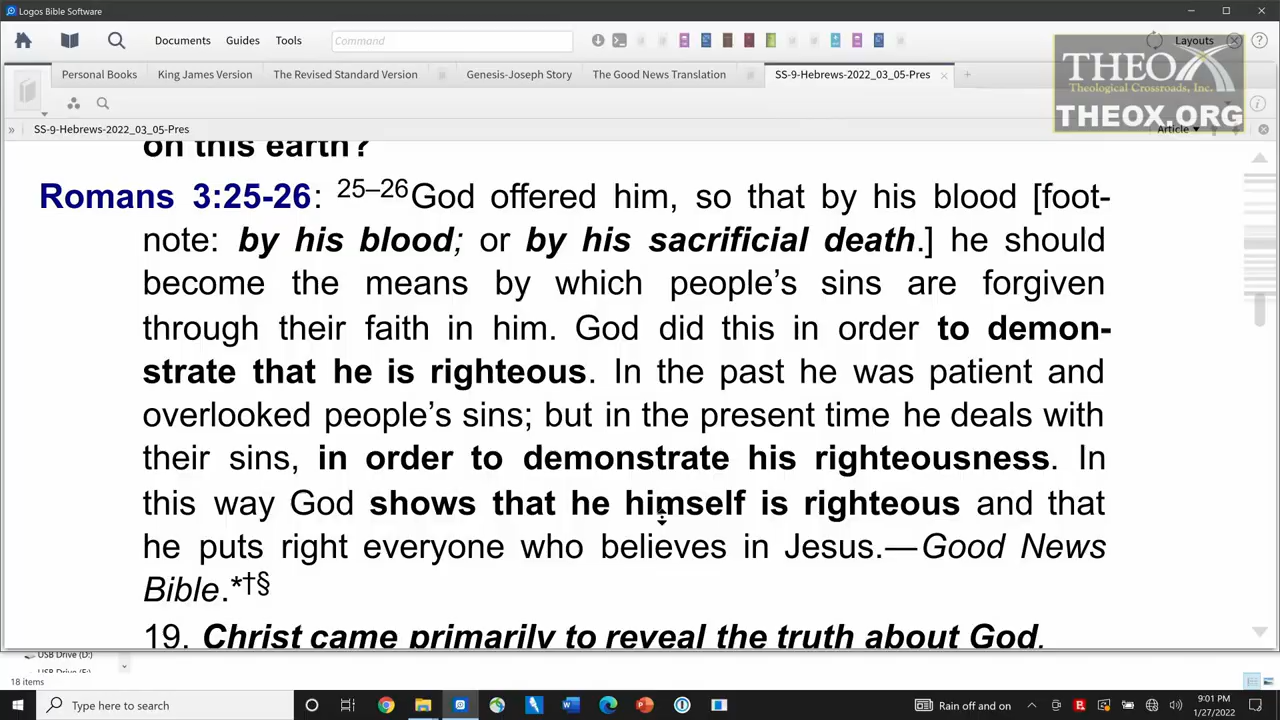 Logos Bible Software
Documents Guides Tools Command Layouts
THEOX
Theological Crossroads, Inc.
THEOX.ORG
Personal Books King James Version The Revised Standard Version Genesis-Joseph Story The Good News Translation SS-9-Hebrews-2022_03_05-Pres
SS-9-Hebrews-2022_03_05-Pres Article
on this earth?
Romans 3:25-26: 25–26God offered him, so that by his blood [foot-
note: by his blood; or by his sacrificial death.] he should
become the means by which people's sins are forgiven
through their faith in him. God did this in order to demon-
strate that he is righteous. In the past he was patient and
overlooked people's sins; but in the present time he deals with
their sins, in order to demonstrate his righteousness. In
this way God shows that he himself is righteous and that
he puts right everyone who believes in Jesus.—Good News
Bible.*†§
19. Christ came primarily to reveal the truth about God.
USB Drive (D:)
18 items
Type here to search
Rain off and on
9:01 PM
1/27/2022